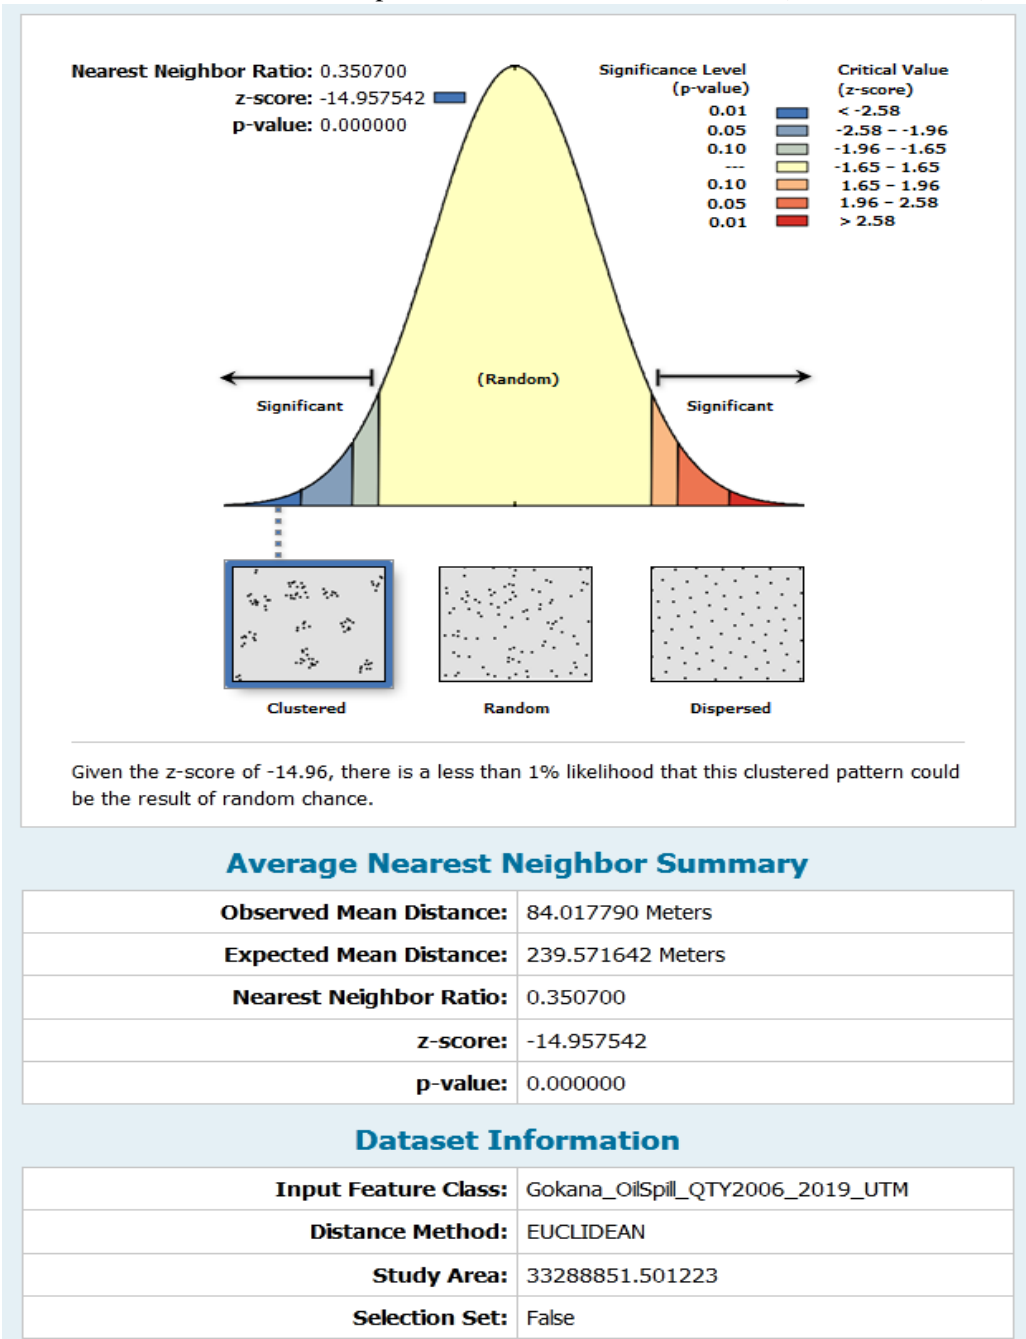 Nearest Neighbor Ratio: 0.350700
z-score: -14.957542
p-value: 0.000000
Significance Level (p-value) Critical Value (z-score)
0.01 < -2.58
0.05 -2.58 – -1.96
0.10 -1.96 – -1.65
--- -1.65 – 1.65
0.10 1.65 – 1.96
0.05 1.96 – 2.58
0.01 > 2.58
(Random)
Significant Significant
Clustered Random Dispersed
Given the z-score of -14.96, there is a less than 1% likelihood that this clustered pattern could
be the result of random chance.
Average Nearest Neighbor Summary
Observed Mean Distance: 84.017790 Meters
Expected Mean Distance: 239.571642 Meters
Nearest Neighbor Ratio: 0.350700
z-score: -14.957542
p-value: 0.000000
Dataset Information
Input Feature Class: Gokana_OilSpill_QTY2006_2019_UTM
Distance Method: EUCLIDEAN
Study Area: 33288851.501223
Selection Set: False